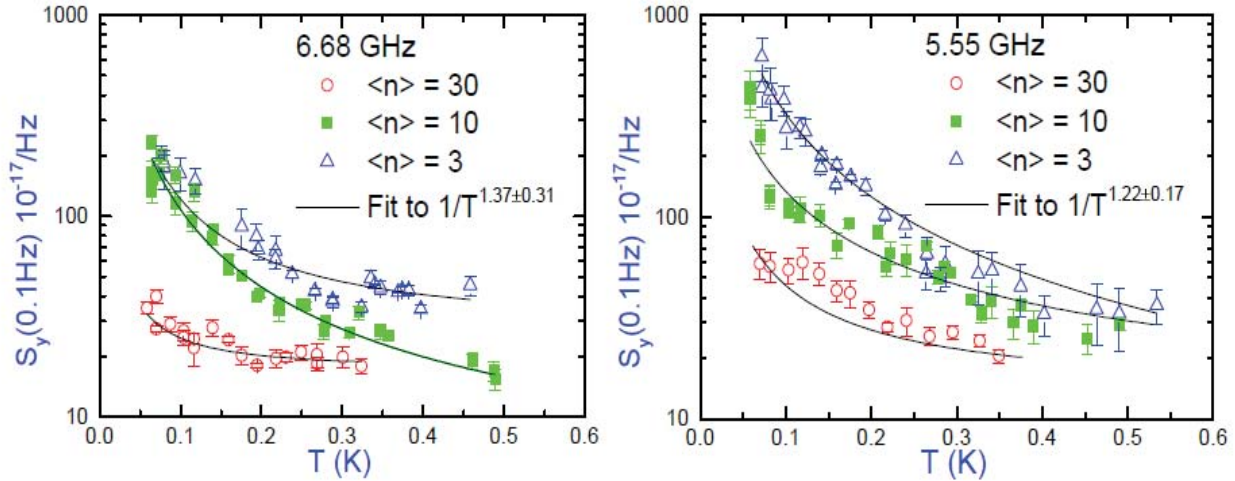 1000
100
10
S_y(0.1Hz) 10^-17/Hz
6.68 GHz
<n> = 30
<n> = 10
<n> = 3
Fit to 1/T^1.37±0.31
0.0 0.1 0.2 0.3 0.4 0.5 0.6
T (K)
1000
100
10
S_y(0.1Hz) 10^-17/Hz
5.55 GHz
<n> = 30
<n> = 10
<n> = 3
Fit to 1/T^1.22±0.17
0.0 0.1 0.2 0.3 0.4 0.5 0.6
T (K)